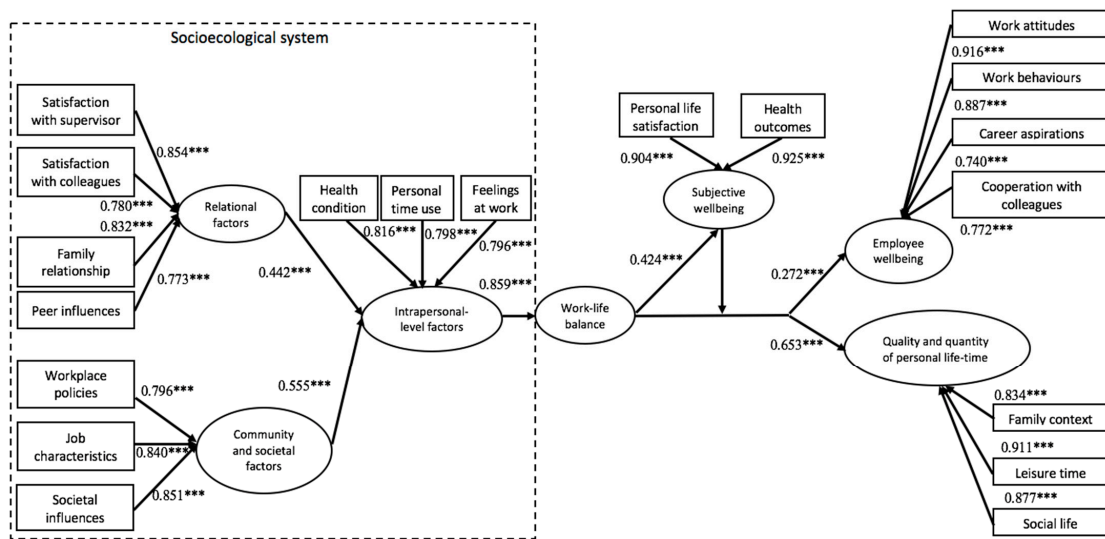 Socioecological system
Satisfaction
with supervisor
0.854***
Satisfaction
with colleagues
0.780***
0.832***
Family
relationship
0.773***
Peer influences
Relational
factors
0.442***
Workplace
policies
0.796***
Job
characteristics
0.840***
Societal
influences
0.851***
Community
and societal
factors
0.555***
Health
condition
0.816***
Personal
time use
0.798***
Feelings
at work
0.796***
Intrapersonal-
level factors
0.859***
Work-life
balance
Personal life
satisfaction
0.904***
Health
outcomes
0.925***
Subjective
wellbeing
0.424***
0.272***
0.653***
Work attitudes
0.916***
Work behaviours
0.887***
Career aspirations
0.740***
Cooperation with
colleagues
0.772***
Employee
wellbeing
Quality and quantity
of personal life-time
0.834***
Family context
0.911***
Leisure time
0.877***
Social life